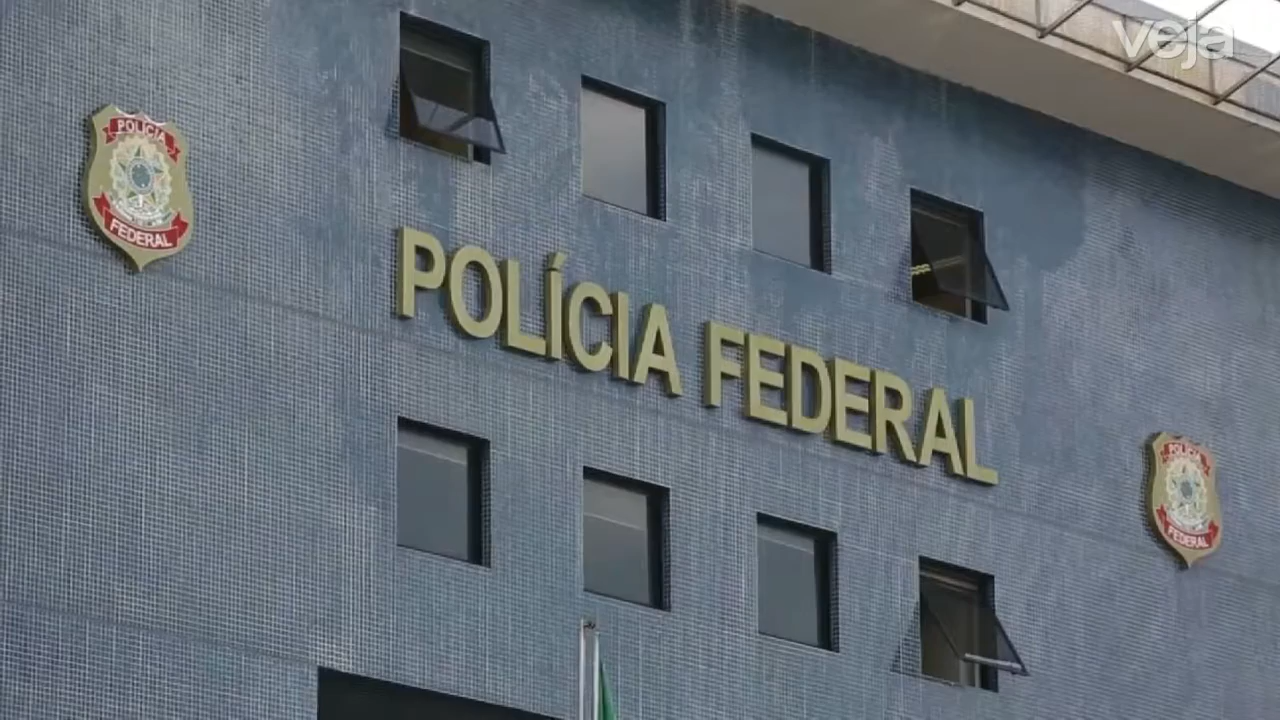 veja
POLÍCIA
FEDERAL
POLÍCIA FEDERAL
POLÍCIA
FEDERAL